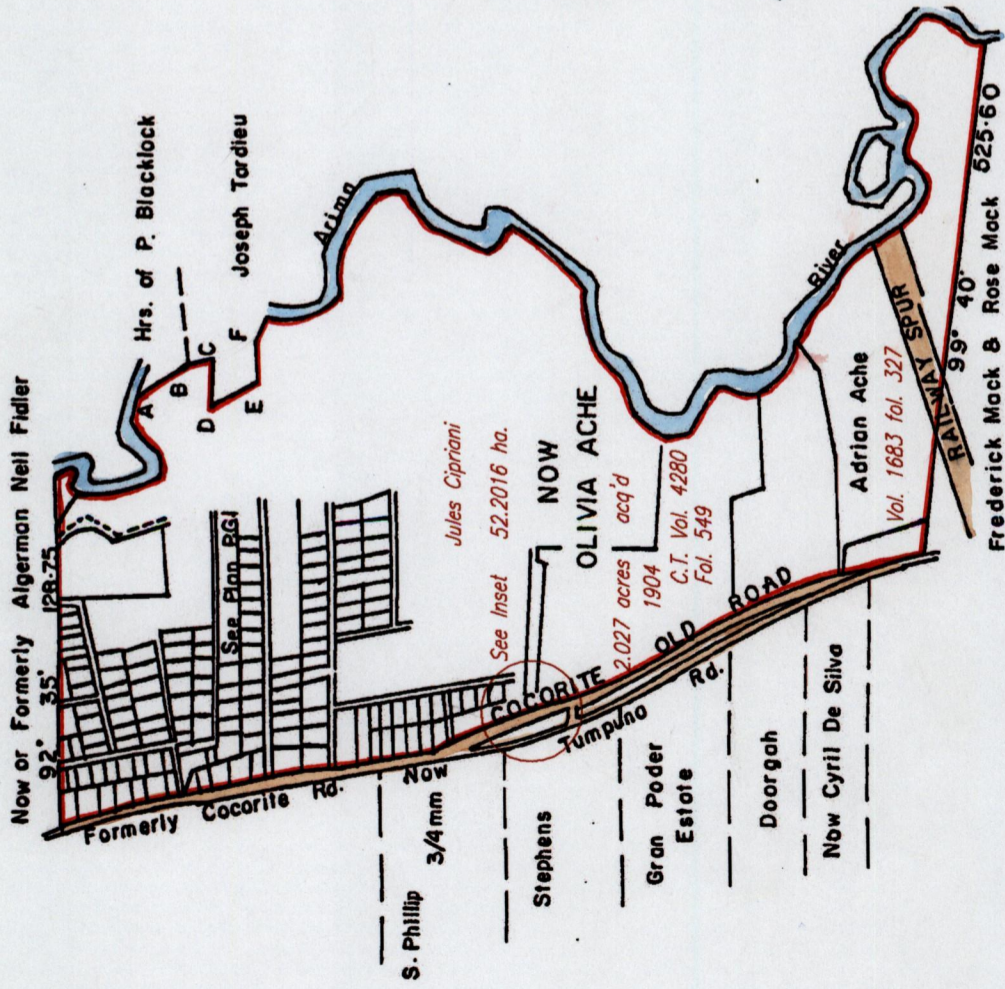 Now or Formerly Algerman Neil Fidler
92° 35' 128·75
Hrs. of P. Blacklock
A
B
C
D
E
F
Joseph Tardieu
Arima
River
See Plan P.G.I
Jules Cipriani
See Inset 52.2016 ha.
NOW
OLIVIA ACHE
2.027 acres acq'd
1904
C.T. Vol. 4280
Fol. 549
COCORITE OLD ROAD
Formerly Cocorite Rd. Now Tumpuna Rd.
S. Phillip
3/4mm
Stephens
Gran Poder
Estate
Doorgah
Now Cyril De Silva
Adrian Ache
Vol. 1683 fol. 327
RAILWAY SPUR
99° 40' 525·60
Frederick Mack & Rose Mack